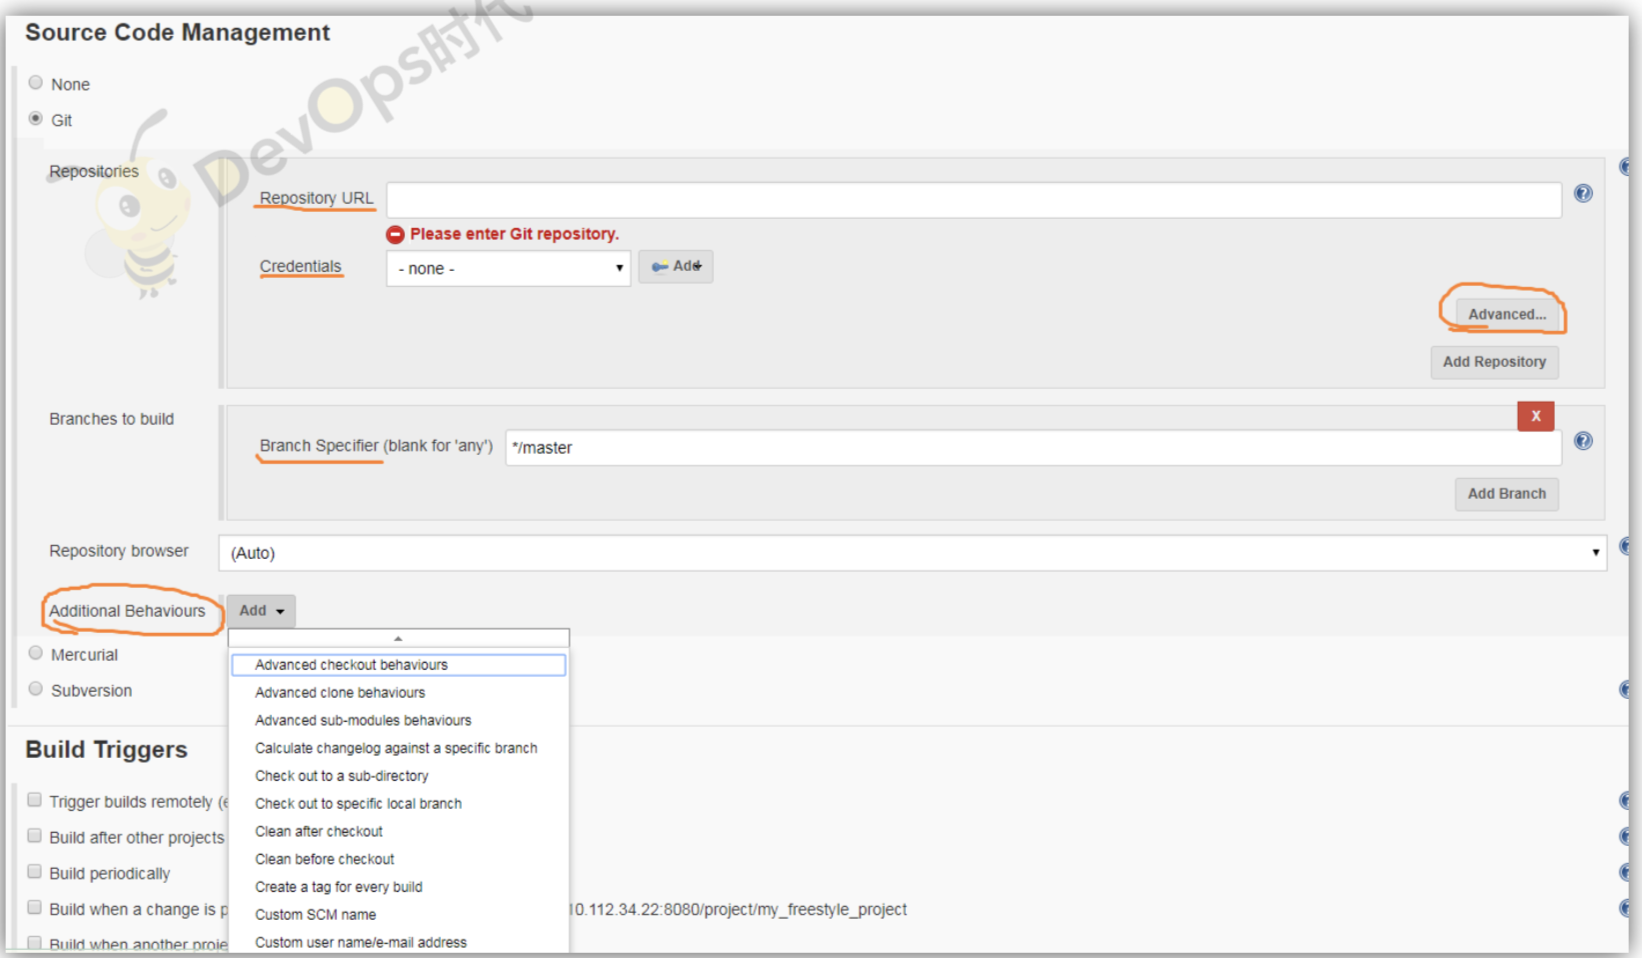 Source Code Management
DevOps时代
None
Git
Repositories
Repository URL
Please enter Git repository.
Credentials
- none -
Add
Advanced...
Add Repository
Branches to build
X
Branch Specifier (blank for 'any')
*/master
Add Branch
Repository browser
(Auto)
Additional Behaviours
Add
Mercurial
Subversion
Advanced checkout behaviours
Advanced clone behaviours
Advanced sub-modules behaviours
Calculate changelog against a specific branch
Check out to a sub-directory
Check out to specific local branch
Clean after checkout
Clean before checkout
Create a tag for every build
Custom SCM name
Custom user name/e-mail address
Build Triggers
Trigger builds remotely (e
Build after other projects
Build periodically
Build when a change is p
10.112.34.22:8080/project/my_freestyle_project
Build when another proje